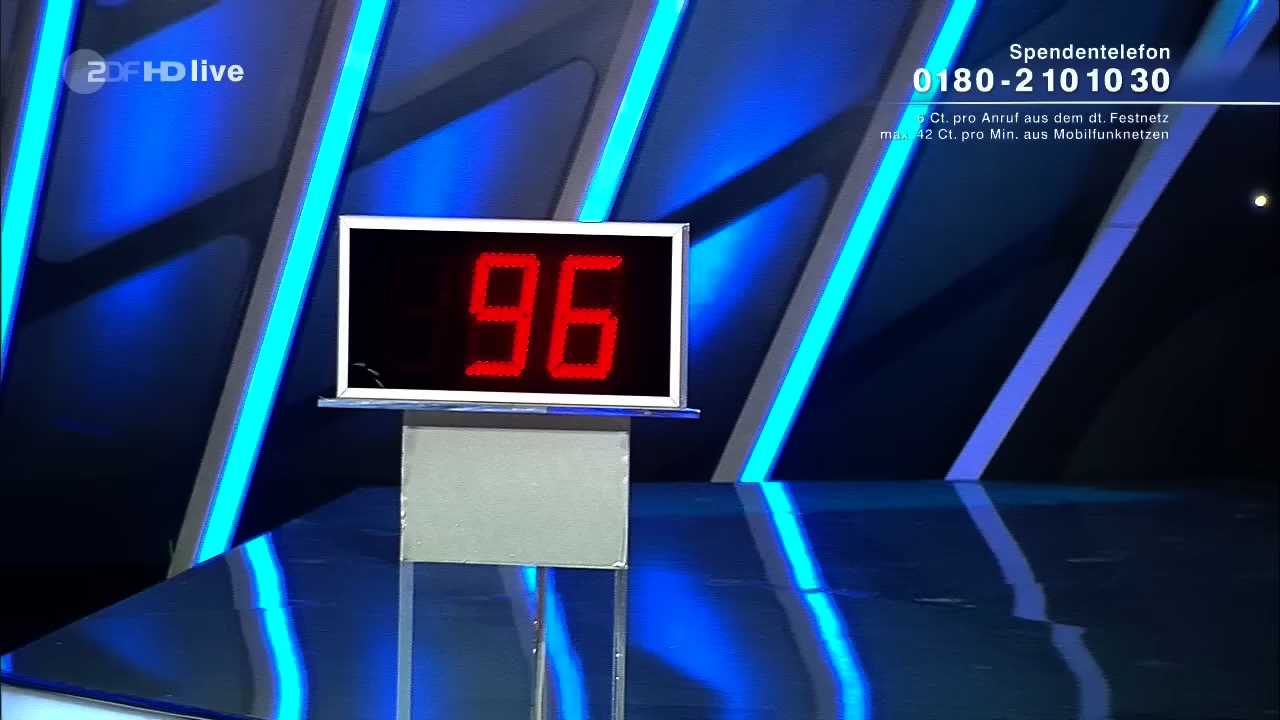 ZDF HD live
Spendentelefon
0180-2 10 10 30
6 Ct. pro Anruf aus dem dt. Festnetz
max. 42 Ct. pro Min. aus Mobilfunknetzen
96